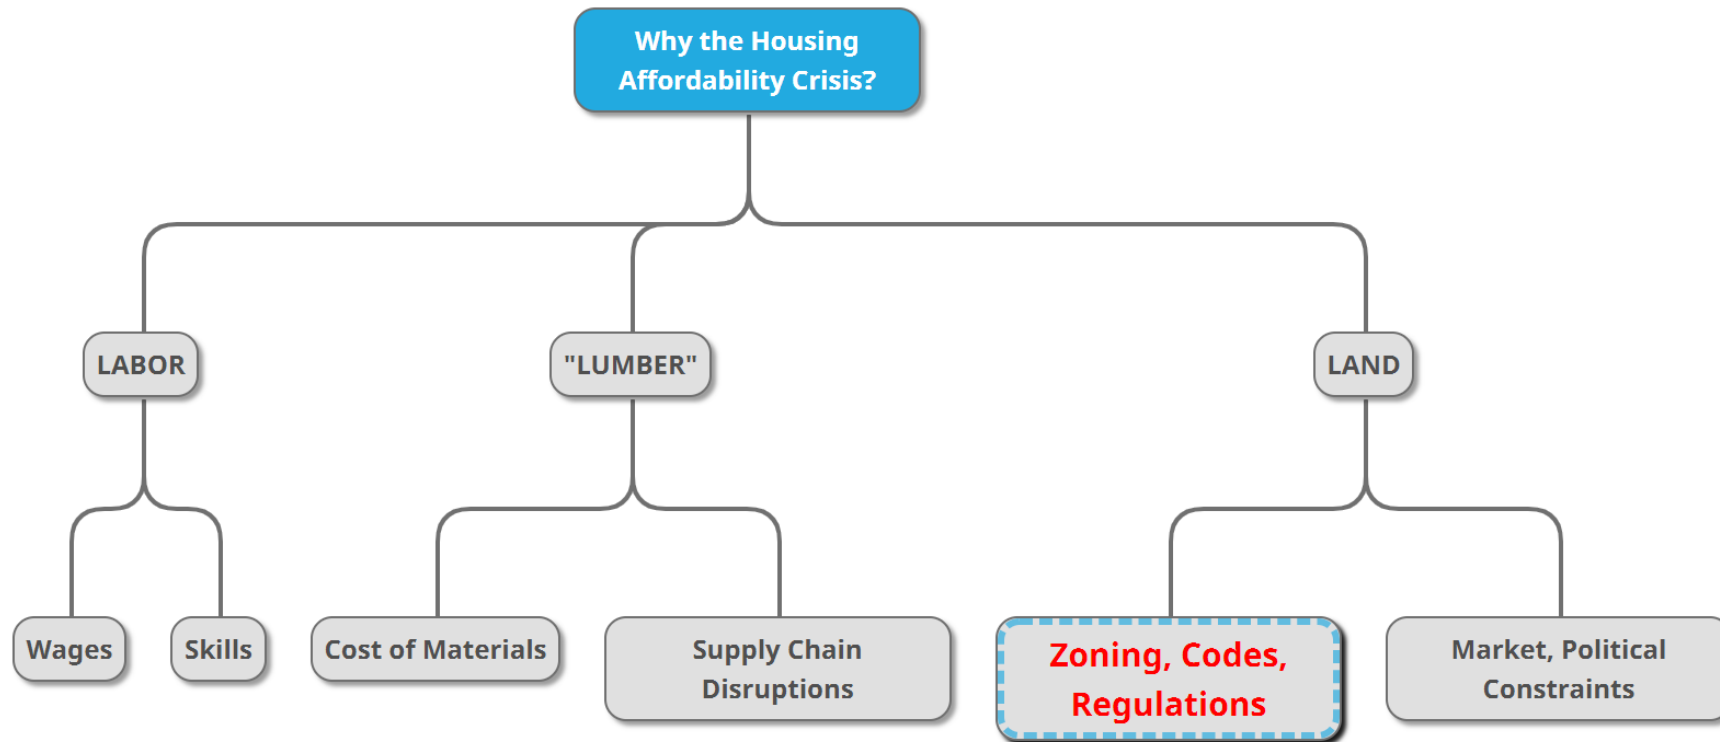 Why the Housing
Affordability Crisis?
LABOR
"LUMBER"
LAND
Wages
Skills
Cost of Materials
Supply Chain
Disruptions
Zoning, Codes,
Regulations
Market, Political
Constraints